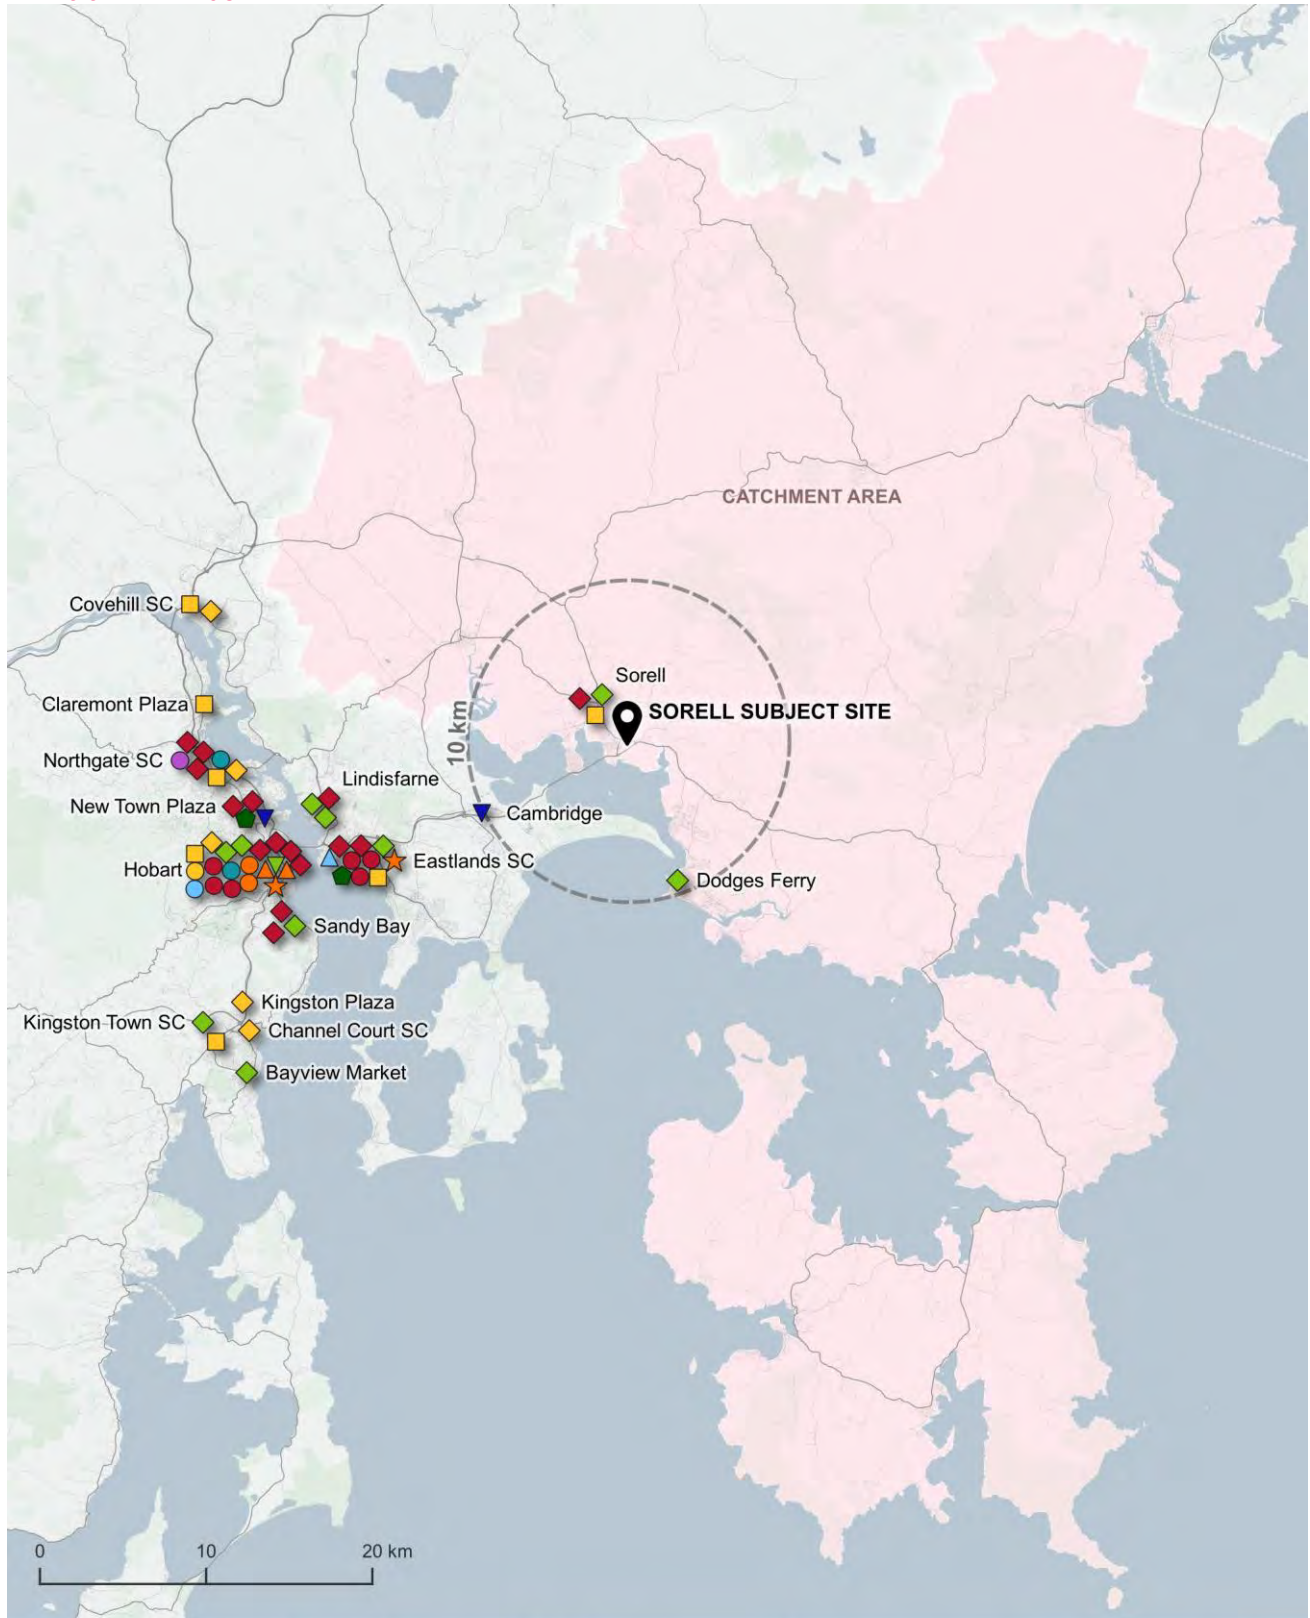 CATCHMENT AREA
Covehill SC
Sorell
Claremont Plaza
SORELL SUBJECT SITE
10 km
Northgate SC
Lindisfarne
New Town Plaza
Cambridge
Eastlands SC
Hobart
Dodges Ferry
Sandy Bay
Kingston Plaza
Kingston Town SC
Channel Court SC
Bayview Market
0 10 20 km